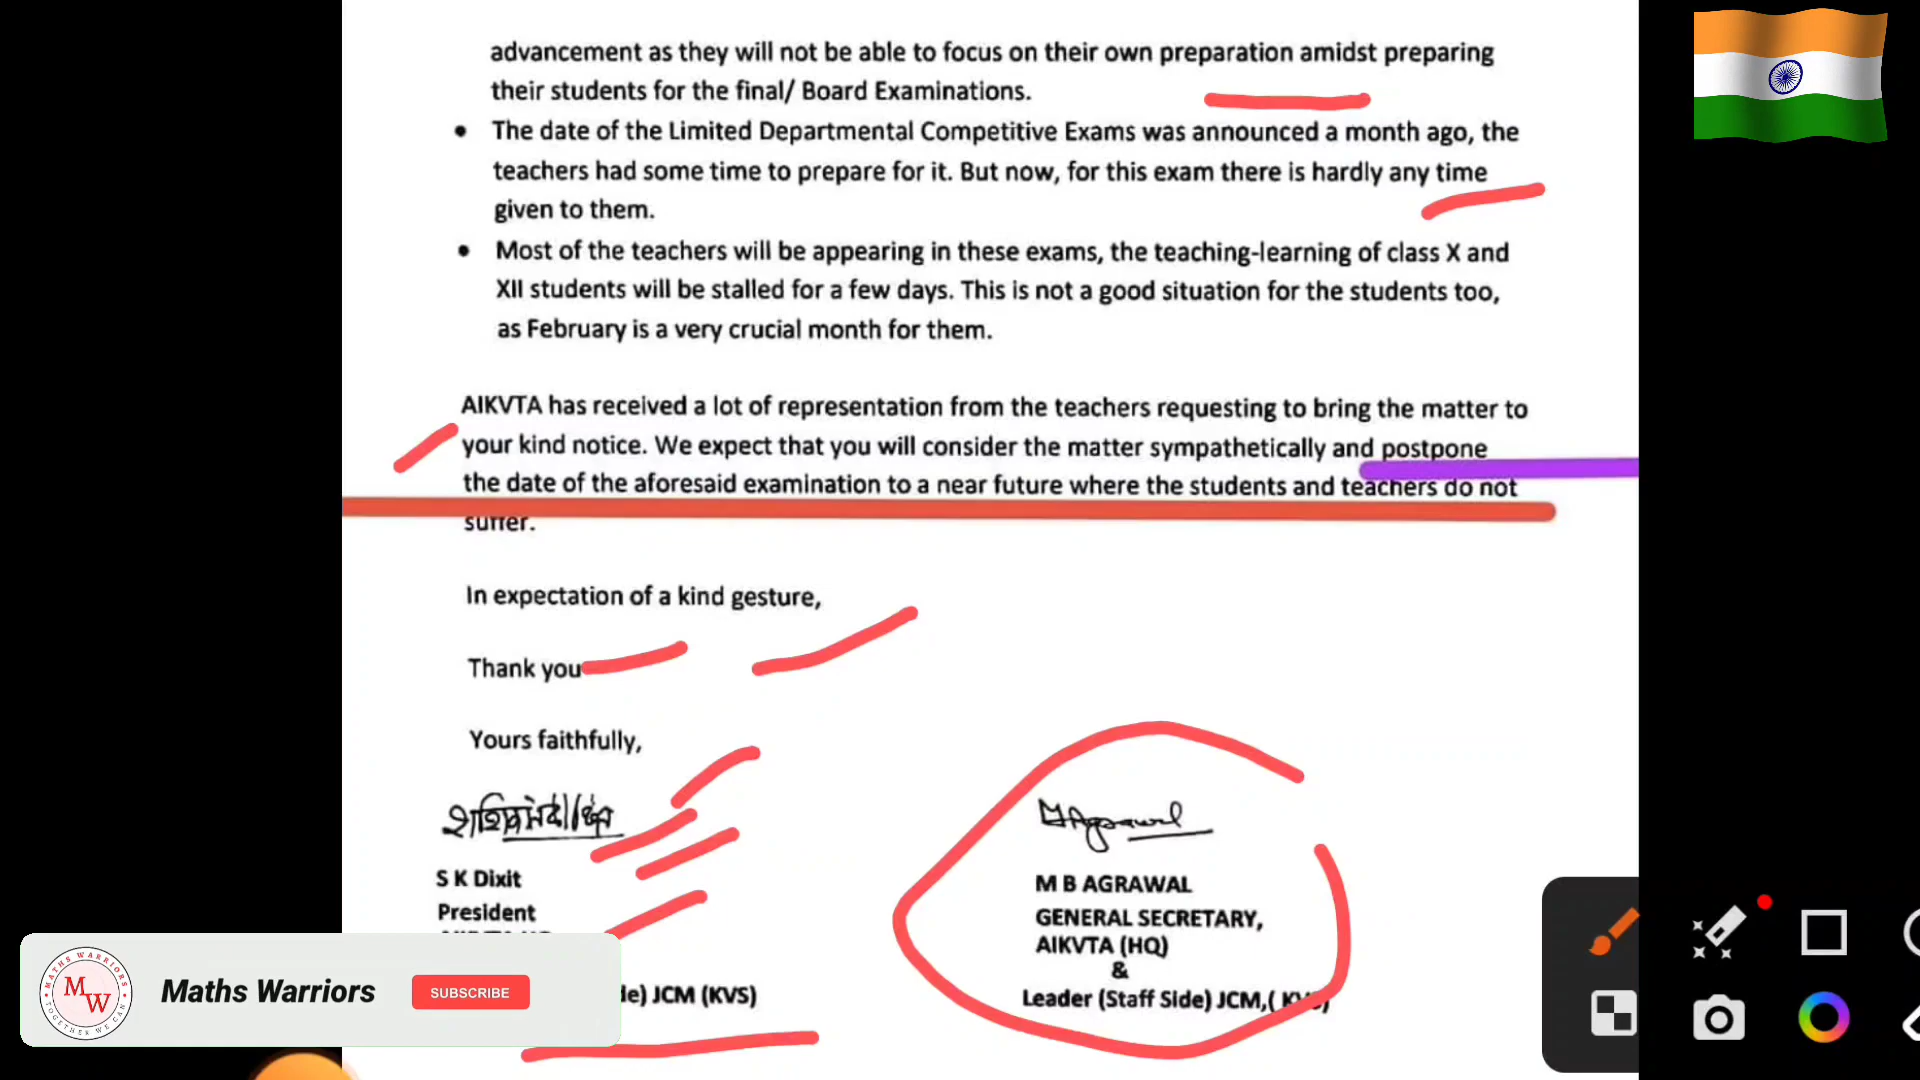 advancement as they will not be able to focus on their own preparation amidst preparing
their students for the final/ Board Examinations.
• The date of the Limited Departmental Competitive Exams was announced a month ago, the
teachers had some time to prepare for it. But now, for this exam there is hardly any time
given to them.
• Most of the teachers will be appearing in these exams, the teaching-learning of class X and
XII students will be stalled for a few days. This is not a good situation for the students too,
as February is a very crucial month for them.
AIKVTA has received a lot of representation from the teachers requesting to bring the matter to
your kind notice. We expect that you will consider the matter sympathetically and postpone
the date of the aforesaid examination to a near future where the students and teachers do not
suffer.
In expectation of a kind gesture,
Thank you
Yours faithfully,
S K Dixit
President
JCM (KVS)
Agrawal
M B AGRAWAL
GENERAL SECRETARY,
AIKVTA (HQ)
&
Leader (Staff Side) JCM,( KVS)
MATHS WARRIORS
MW
TOGETHER WE CAN
Maths Warriors
SUBSCRIBE